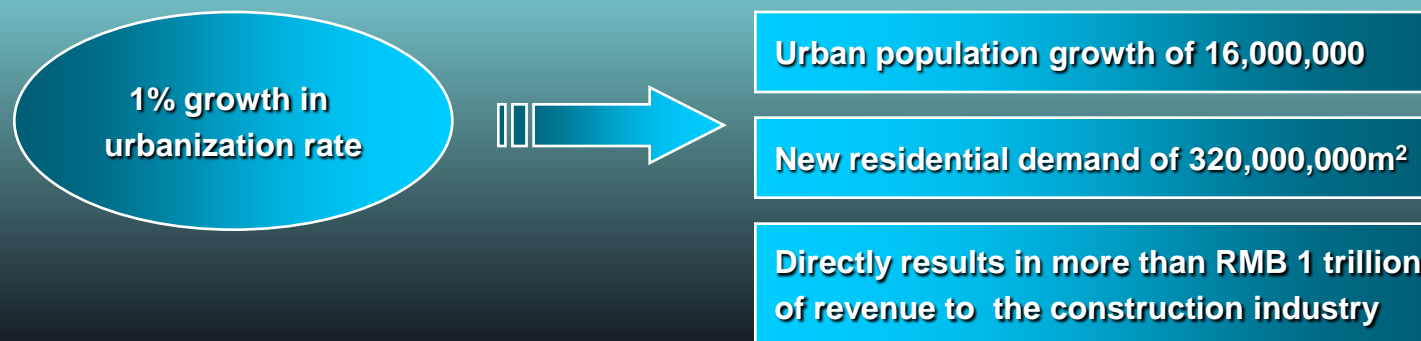 1% growth in
urbanization rate
Urban population growth of 16,000,000
New residential demand of 320,000,000m²
Directly results in more than RMB 1 trillion
of revenue to the construction industry